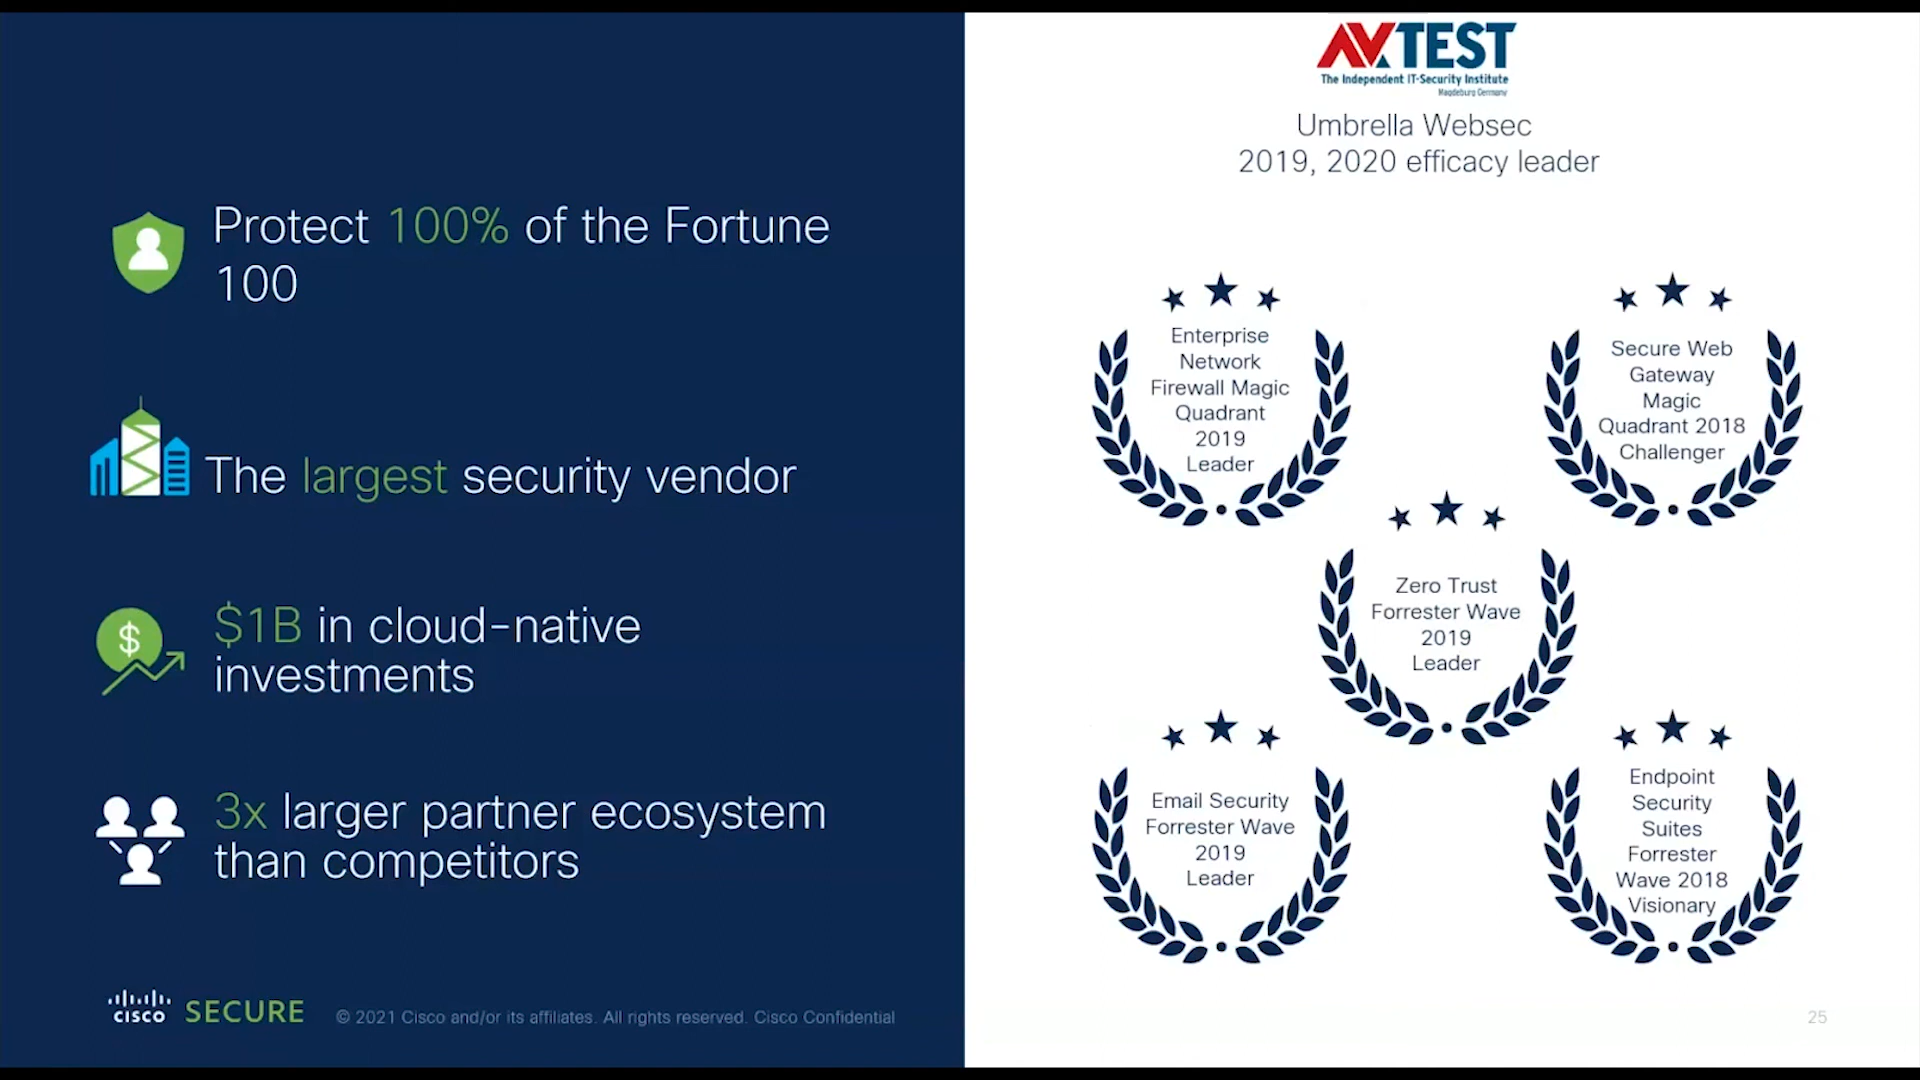 Protect 100% of the Fortune
100
The largest security vendor
$1B in cloud-native
investments
3x larger partner ecosystem
than competitors
CISCO SECURE
© 2021 Cisco and/or its affiliates. All rights reserved. Cisco Confidential
AV TEST
The Independent IT-Security Institute
Magdeburg Germany
Umbrella Websec
2019, 2020 efficacy leader
Enterprise
Network
Firewall Magic
Quadrant
2019
Leader
Secure Web
Gateway
Magic
Quadrant 2018
Challenger
Zero Trust
Forrester Wave
2019
Leader
Email Security
Forrester Wave
2019
Leader
Endpoint
Security
Suites
Forrester
Wave 2018
Visionary
25